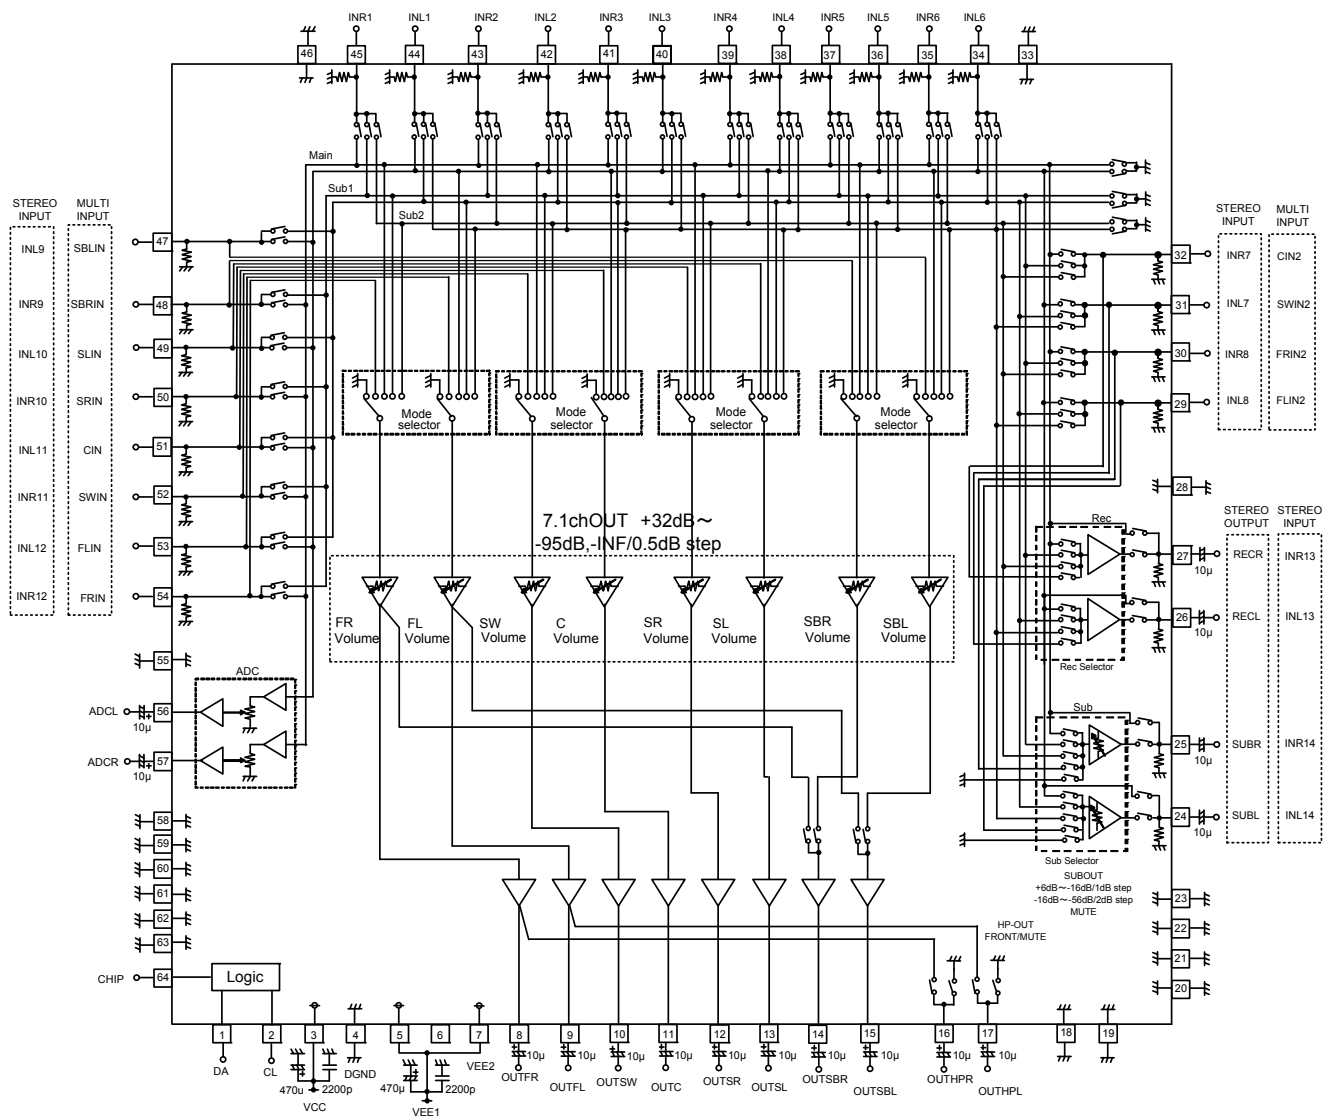 INR1 INL1 INR2 INL2 INR3 INL3 INR4 INL4 INR5 INL5 INR6 INL6
46 45 44 43 42 41 40 39 38 37 36 35 34 33
Main
Sub1
Sub2
STEREO INPUT
MULTI INPUT
INL9 SBLIN 47
INR9 SBRIN 48
INL10 SLIN 49
INR10 SRIN 50
INL11 CIN 51
INR11 SWIN 52
INL12 FLIN 53
INR12 FRIN 54
55
STEREO INPUT
MULTI INPUT
32 INR7 CIN2
31 INL7 SWIN2
30 INR8 FRIN2
29 INL8 FLIN2
28
Mode selector
Mode selector
Mode selector
Mode selector
7.1chOUT +32dB～
-95dB,-INF/0.5dB step
FR Volume
FL Volume
SW Volume
C Volume
SR Volume
SL Volume
SBR Volume
SBL Volume
STEREO OUTPUT
STEREO INPUT
Rec
27 10μ RECR INR13
26 10μ RECL INL13
Rec Selector
Sub
25 10μ SUBR INR14
24 10μ SUBL INL14
Sub Selector
SUBOUT
+6dB～-16dB/1dB step
-16dB～-56dB/2dB step
MUTE
ADC
ADCL 10μ 56
ADCR 10μ 57
58
59
60
61
62
63
CHIP 64
Logic
23
22
21
20
HP-OUT
FRONT/MUTE
1 2 3 4 5 6 7 8 9 10 11 12 13 14 15 16 17 18 19
DA
CL
470u 2200p
VCC
DGND
470μ 2200p
VEE1
VEE2
10μ 10μ 10μ 10μ 10μ 10μ 10μ 10μ 10μ 10μ
OUTFR OUTFL OUTSW OUTC OUTSR OUTSL OUTSBR OUTSBL OUTHPR OUTHPL